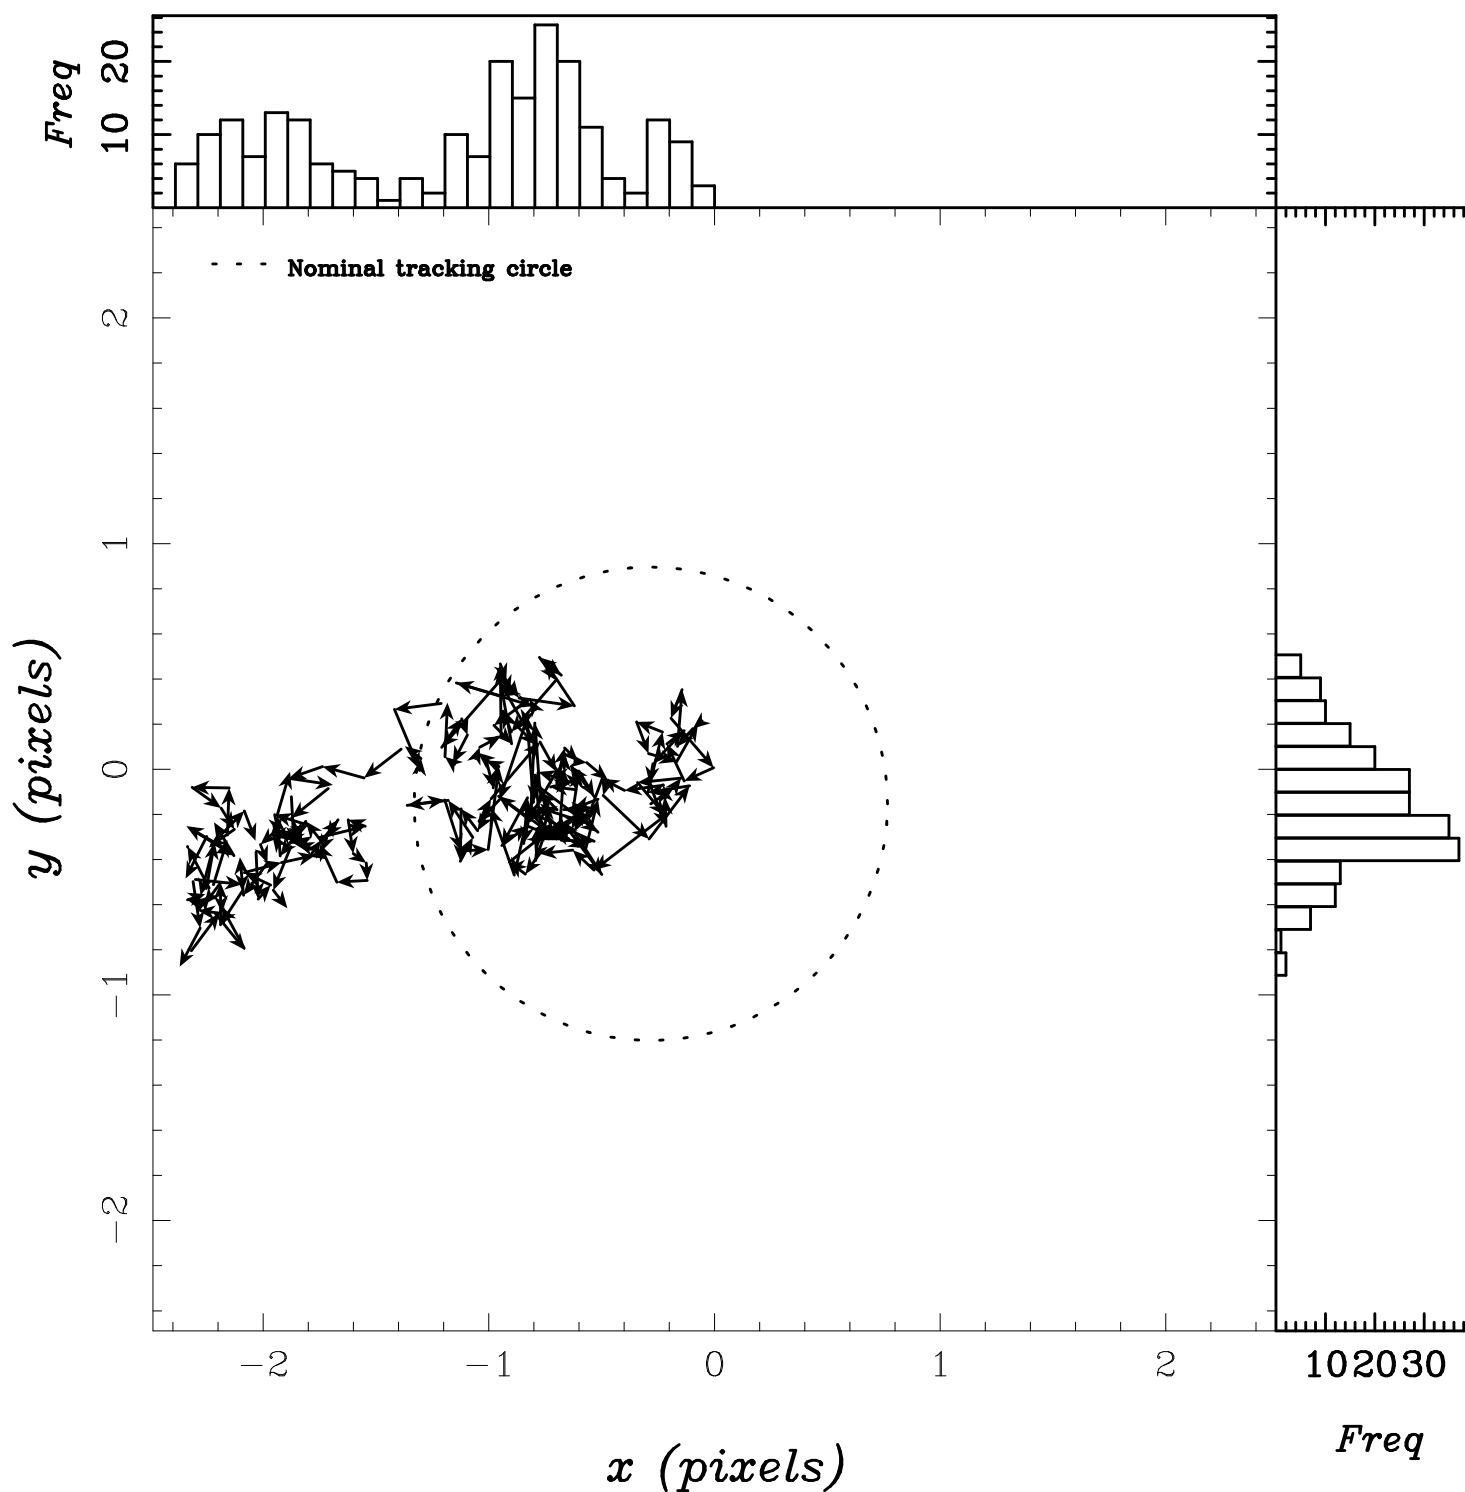 Freq
10 20
Nominal tracking circle
y (pixels)
2
1
0
−1
−2
−2 −1 0 1 2
102030
x (pixels)
Freq